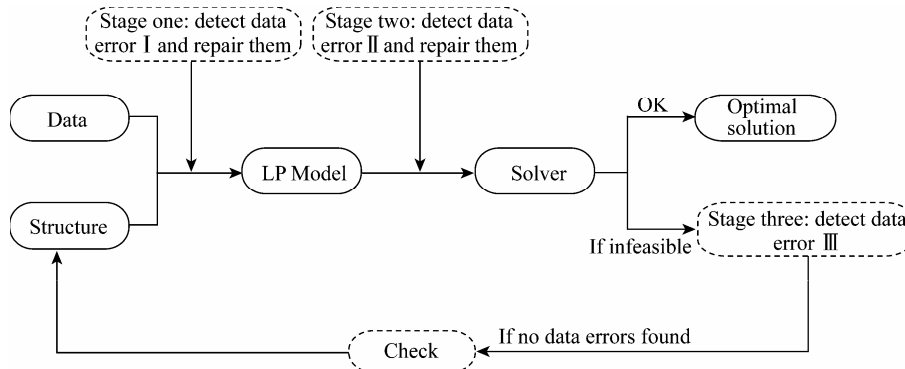 Stage one: detect data
error Ⅰ and repair them
Stage two: detect data
error Ⅱ and repair them
Data
Structure
LP Model
Solver
OK
Optimal
solution
If infeasible
Stage three: detect data
error Ⅲ
If no data errors found
Check